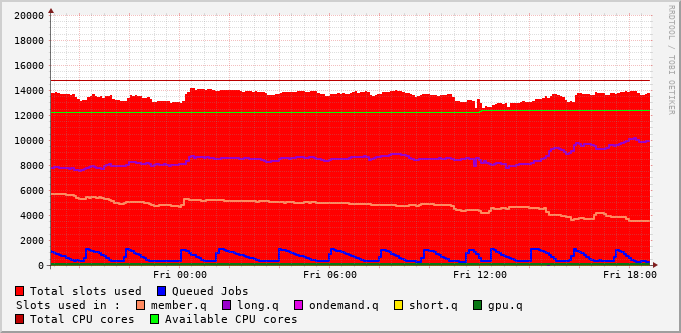 RRDTOOL / TOBI OETIKER
20000
18000
16000
14000
12000
10000
8000
6000
4000
2000
0
Fri 00:00 Fri 06:00 Fri 12:00 Fri 18:00
Total slots used Queued Jobs
Slots used in : member.q long.q ondemand.q short.q gpu.q
Total CPU cores Available CPU cores